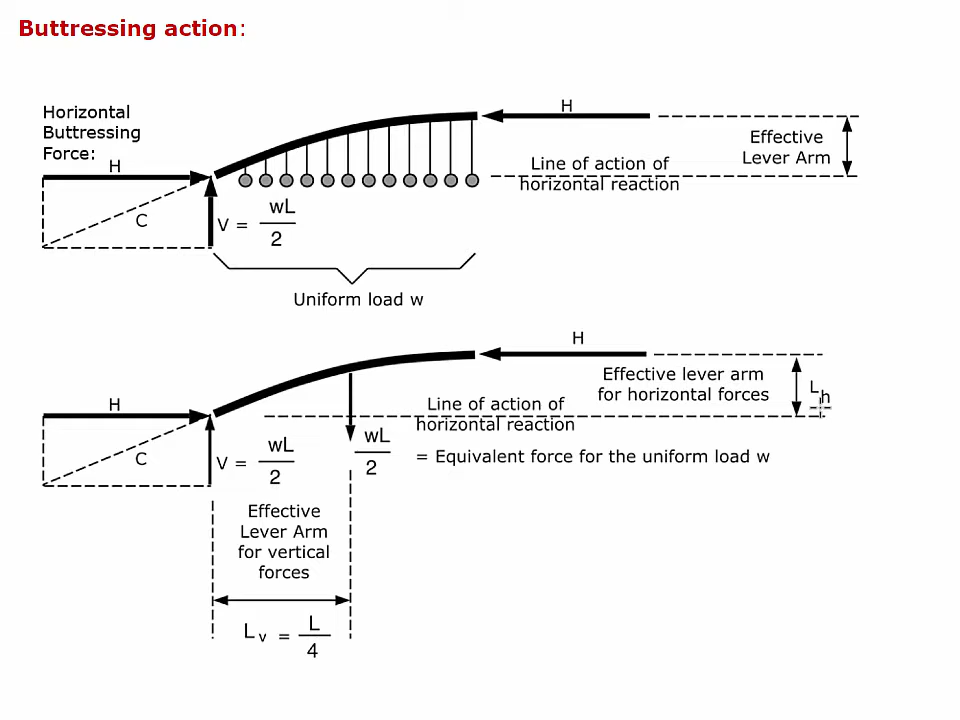 Buttressing action:
Horizontal
Buttressing
Force:
H
H
Effective
Lever Arm
Line of action of
horizontal reaction
C
V = wL
2
Uniform load w
H
H
Effective lever arm
for horizontal forces
Lh
Line of action of
horizontal reaction
C
V = wL
2
wL
2
= Equivalent force for the uniform load w
Effective
Lever Arm
for vertical
forces
Lv = L
4